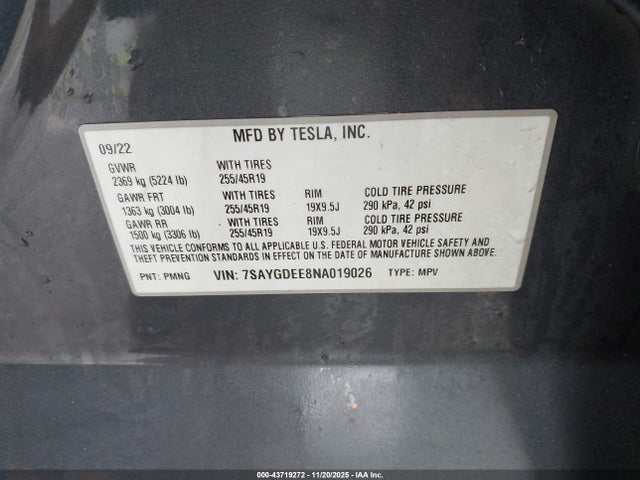 MFD BY TESLA, INC.
09/22
GVWR WITH TIRES
2369 kg (5224 lb) 255/45R19
GAWR FRT WITH TIRES RIM COLD TIRE PRESSURE
1363 kg (3004 lb) 255/45R19 19X9.5J 290 kPa, 42 psi
GAWR RR WITH TIRES RIM COLD TIRE PRESSURE
1500 kg (3306 lb) 255/45R19 19X9.5J 290 kPa, 42 psi
THIS VEHICLE CONFORMS TO ALL APPLICABLE U.S. FEDERAL MOTOR VEHICLE SAFETY AND
THEFT PREVENTION STANDARDS IN EFFECT ON THE DATE OF MANUFACTURE SHOWN ABOVE.
PNT: PMNG VIN: 7SAYGDEE8NA019026 TYPE: MPV
000-43719272 — 11/20/2025 — IAA Inc.